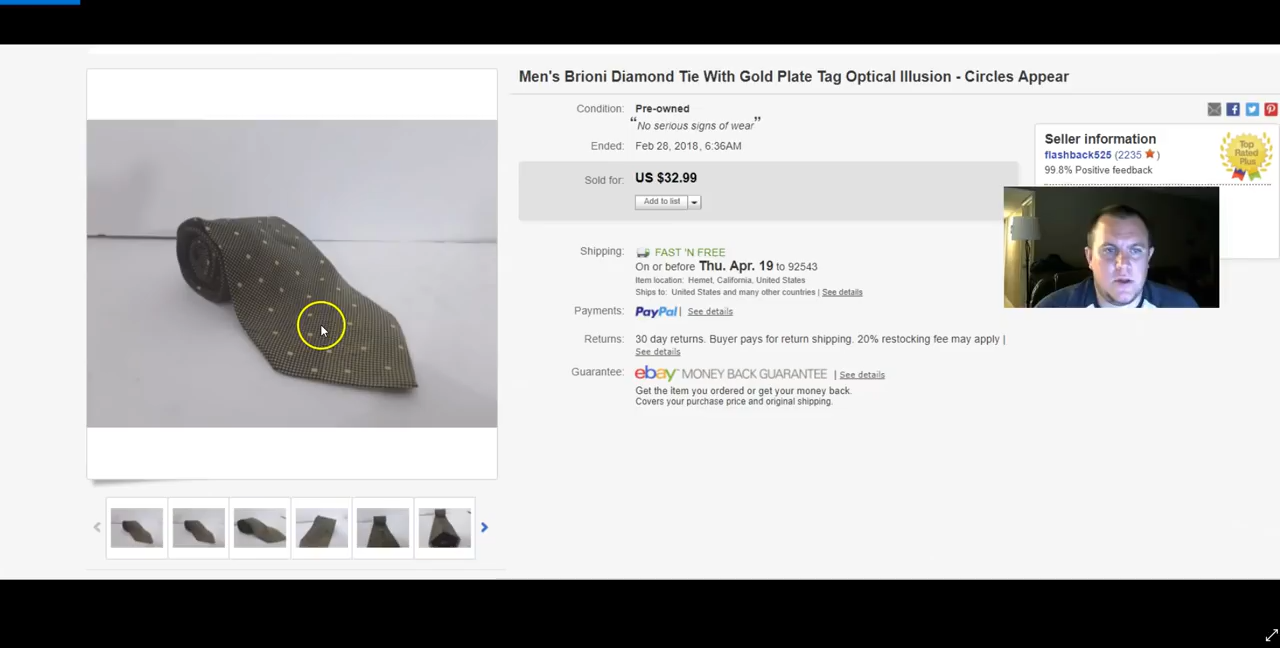 Men's Brioni Diamond Tie With Gold Plate Tag Optical Illusion - Circles Appear
Condition: Pre-owned
“No serious signs of wear”
Ended: Feb 28, 2018, 6:36AM
Sold for: US $32.99
Add to list
Shipping: FAST 'N FREE
On or before Thu. Apr. 19 to 92543
Item location: Hemet, California, United States
Ships to: United States and many other countries | See details
Payments: PayPal | See details
Returns: 30 day returns. Buyer pays for return shipping. 20% restocking fee may apply |
See details
Guarantee: ebay MONEY BACK GUARANTEE | See details
Get the item you ordered or get your money back.
Covers your purchase price and original shipping.
Seller information
flashback525 (2235 )
99.8% Positive feedback
Top
Rated
Plus